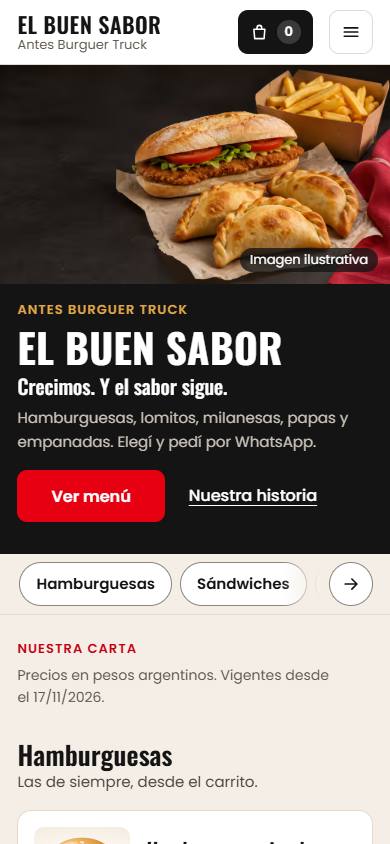 EL BUEN SABOR
Antes Burguer Truck
0
Imagen ilustrativa
ANTES BURGUER TRUCK
EL BUEN SABOR
Crecimos. Y el sabor sigue.
Hamburguesas, lomitos, milanesas, papas y
empanadas. Elegí y pedí por WhatsApp.
Ver menú
Nuestra historia
Hamburguesas
Sándwiches
NUESTRA CARTA
Precios en pesos argentinos. Vigentes desde
el 17/11/2026.
Hamburguesas
Las de siempre, desde el carrito.